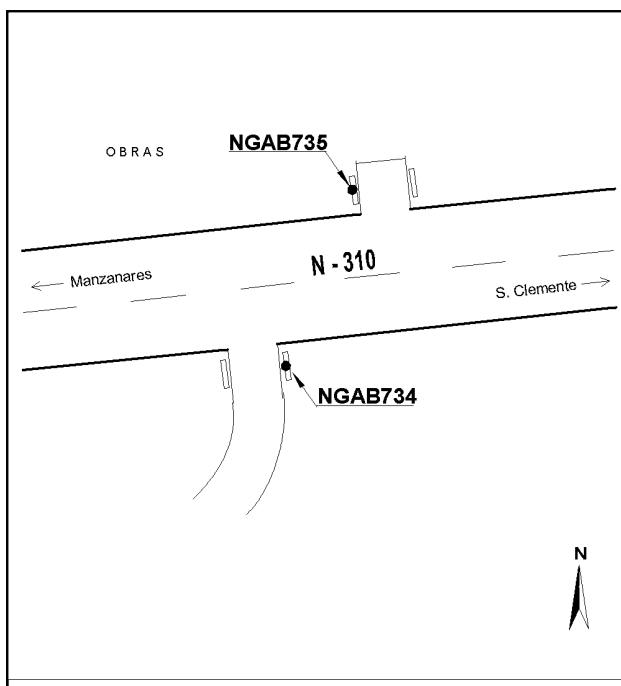 NGAB735
OBRAS
N - 310
Manzanares
S. Clemente
NGAB734
N